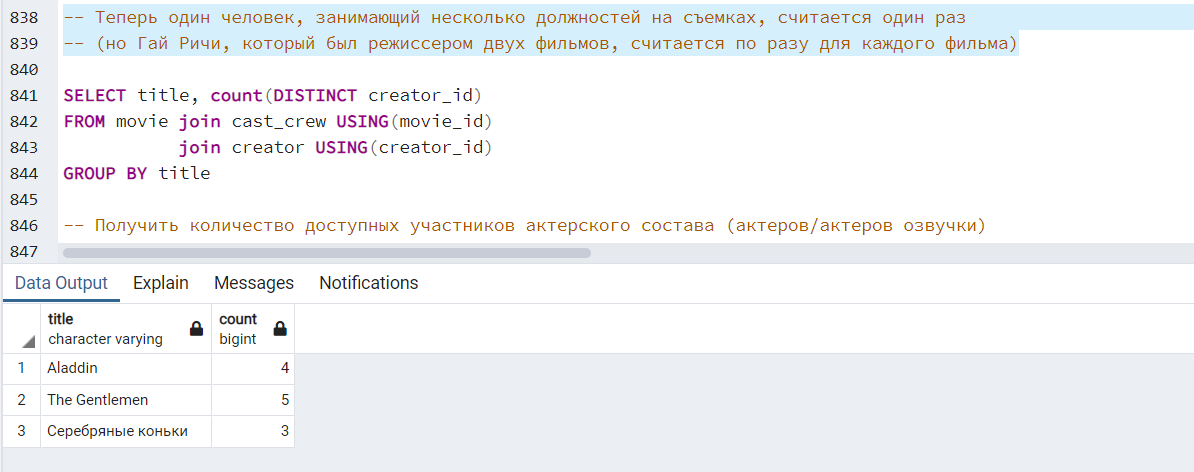 838 -- Теперь один человек, занимающий несколько должностей на съемках, считается один раз
839 -- (но Гай Ричи, который был режиссером двух фильмов, считается по разу для каждого фильма)
840
841 SELECT title, count(DISTINCT creator_id)
842 FROM movie join cast_crew USING(movie_id)
843 join creator USING(creator_id)
844 GROUP BY title
845
846 -- Получить количество доступных участников актерского состава (актеров/актеров озвучки)
847
Data Output Explain Messages Notifications
title count
character varying bigint
1 Aladdin 4
2 The Gentlemen 5
3 Серебряные коньки 3